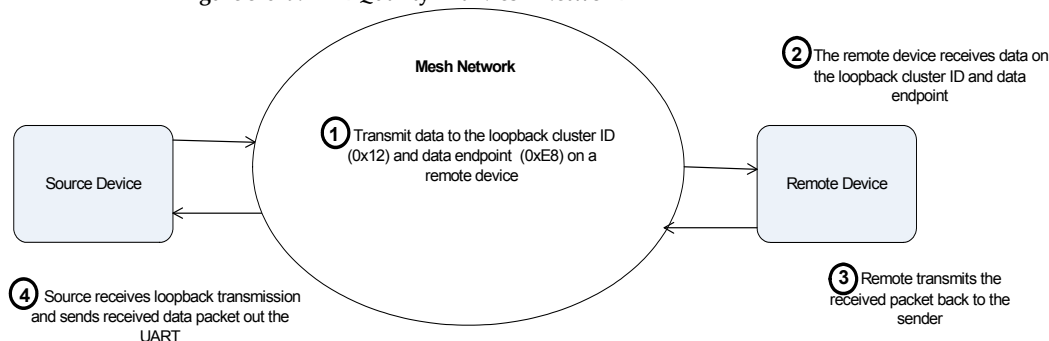 Mesh Network
2 The remote device receives data on
the loopback cluster ID and data
endpoint
1 Transmit data to the loopback cluster ID
(0x12) and data endpoint (0xE8) on a
remote device
Source Device
Remote Device
4 Source receives loopback transmission
and sends received data packet out the
UART
3 Remote transmits the
received packet back to the
sender